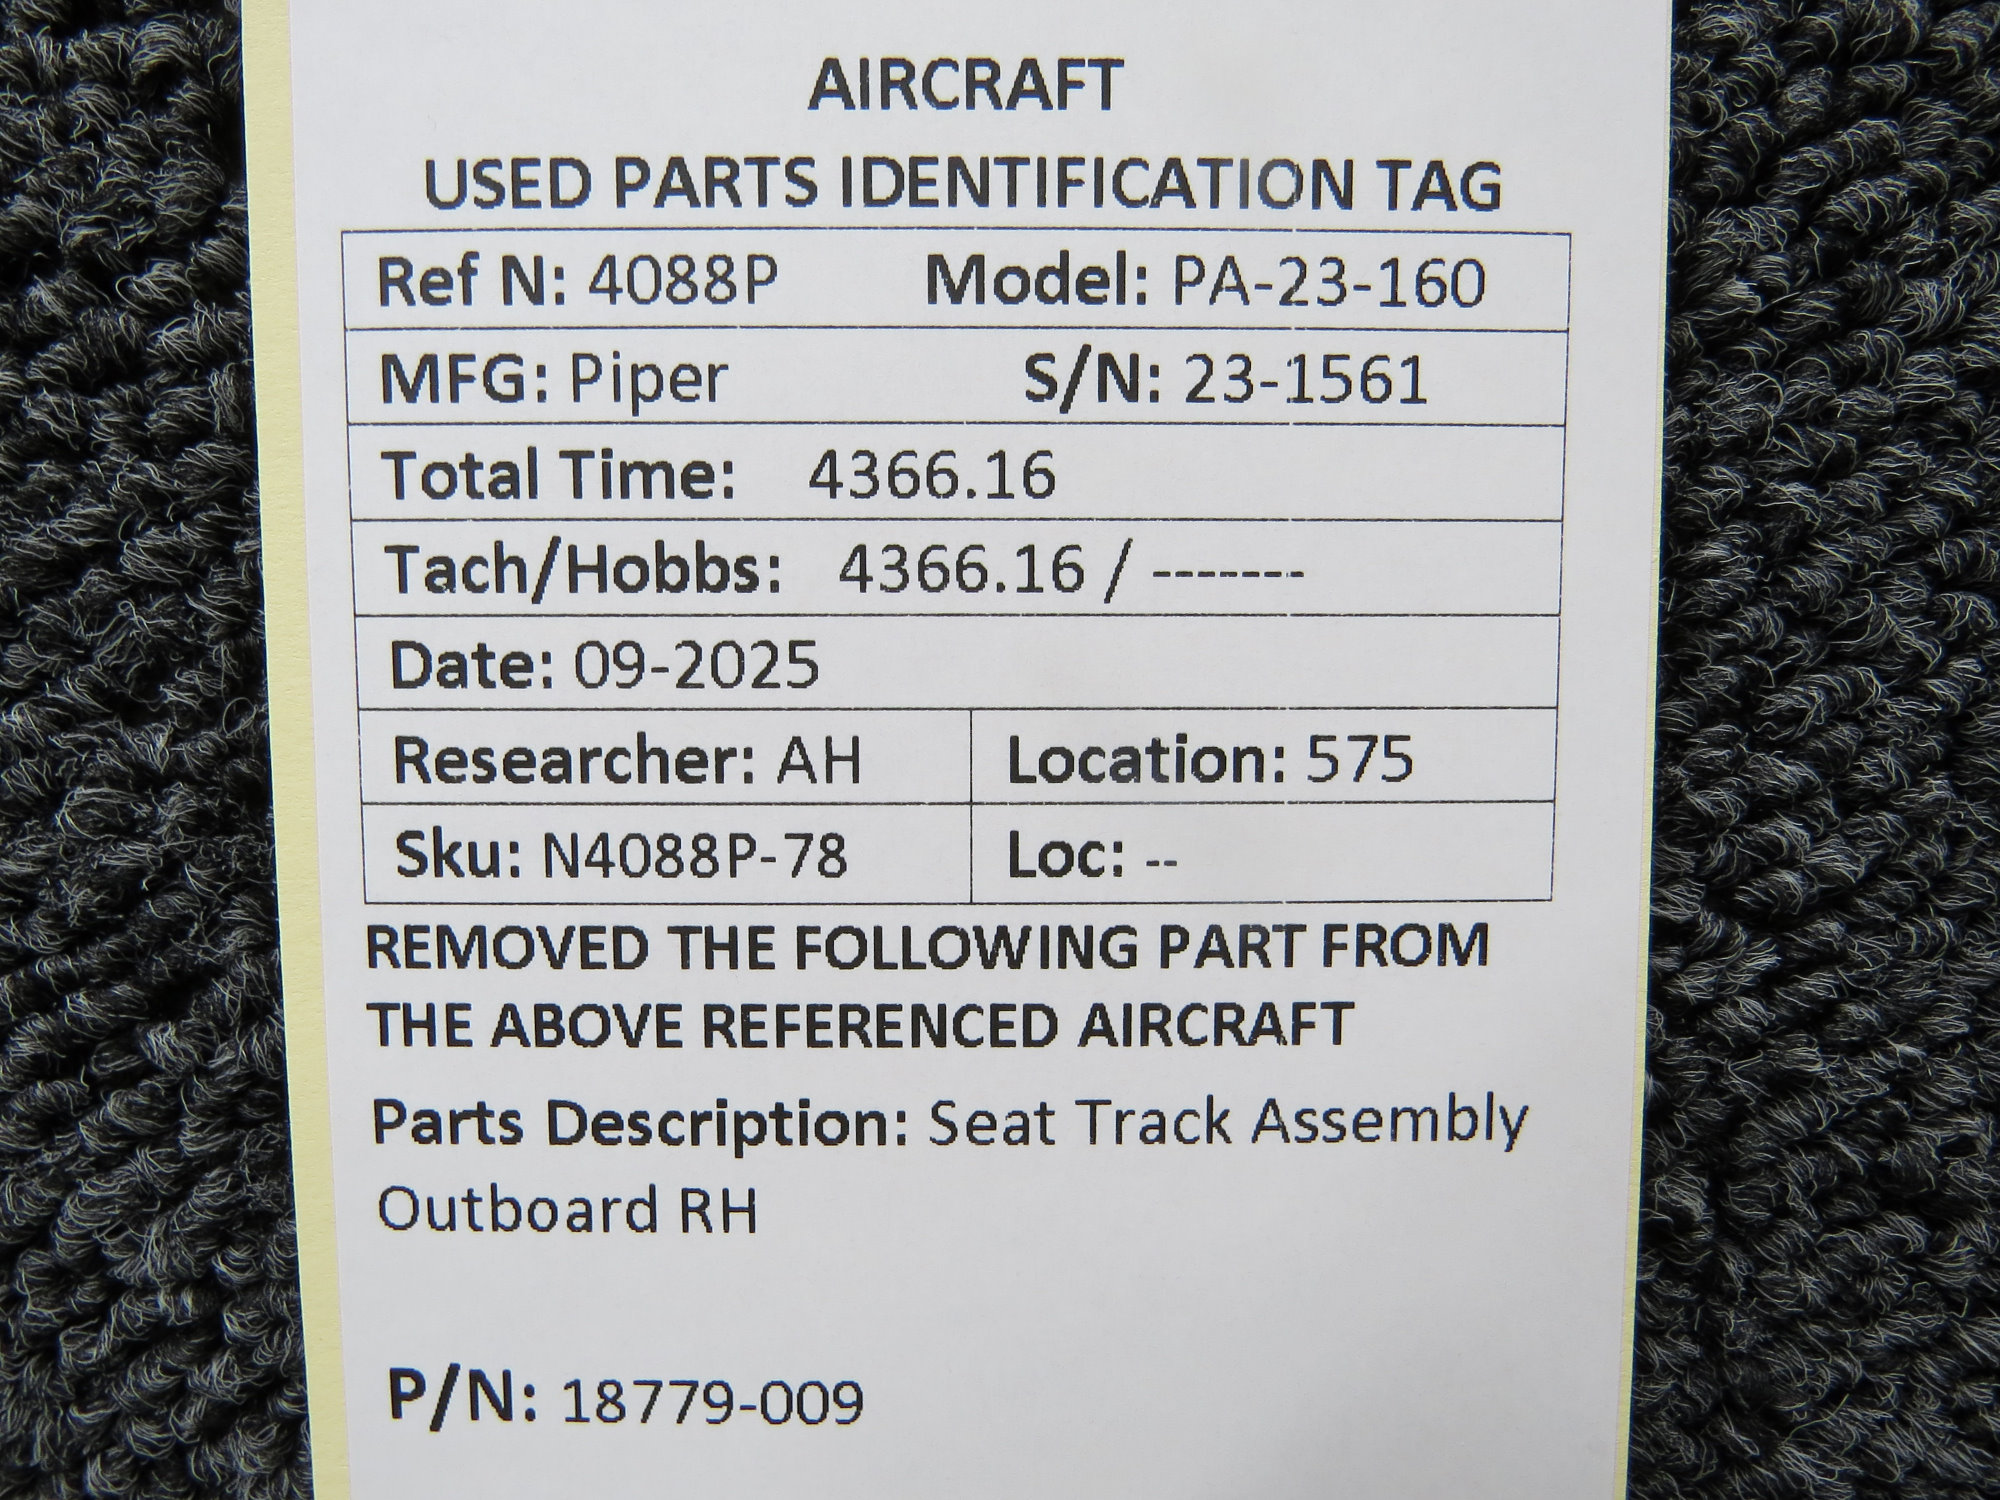 AIRCRAFT
USED PARTS IDENTIFICATION TAG
Ref N: 4088P Model: PA-23-160
MFG: Piper S/N: 23-1561
Total Time: 4366.16
Tach/Hobbs: 4366.16 / -------
Date: 09-2025
Researcher: AH Location: 575
Sku: N4088P-78 Loc: --
REMOVED THE FOLLOWING PART FROM
THE ABOVE REFERENCED AIRCRAFT
Parts Description: Seat Track Assembly
Outboard RH
P/N: 18779-009